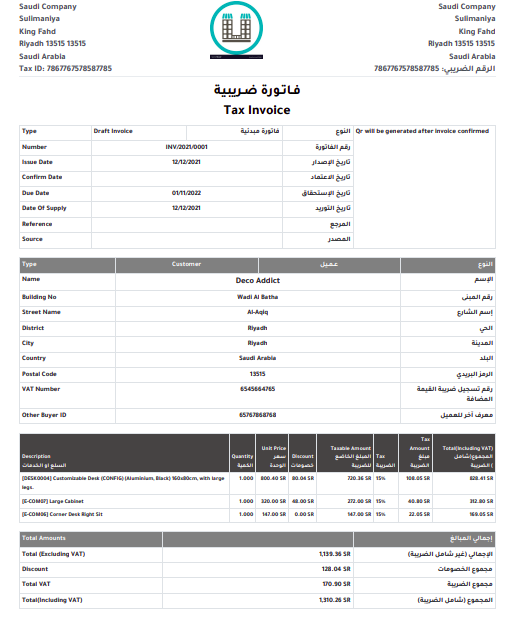 Saudi Company
Saudi Company
Sulimaniya
Sulimaniya
King Fahd
King Fahd
Riyadh 13515 13515
Riyadh 13515 13515
Saudi Arabia
Saudi Arabia
Tax ID: 7867767578587785
الرقم الضريبي: 7867767578587785
فاتورة ضريبية
Tax Invoice
Type Draft Invoice فاتورة مبدئية النوع Qr will be generated after invoice confirmed
Number INV/2021/0001 رقم الفاتورة
Issue Date 12/12/2021 تاريخ الإصدار
Confirm Date تاريخ الاعتماد
Due Date 01/11/2022 تاريخ الإستحقاق
Date Of Supply 12/12/2021 تاريخ التوريد
Reference المرجع
Source المصدر
Type Customer عميل النوع
Name Deco Addict الإسم
Building No Wadi Al Batha رقم المبنى
Street Name Al-Aqiq إسم الشارع
District Riyadh الحي
City Riyadh المدينة
Country Saudi Arabia البلد
Postal Code 13515 الرمز البريدي
VAT Number 6545664765 رقم تسجيل ضريبة القيمة المضافة
Other Buyer ID 65767868768 معرف آخر للعميل
Description السلع او الخدمات Quantity الكمية Unit Price سعر الوحدة Discount خصومات Taxable Amount المبلغ الخاضع للضريبة Tax الضريبة Tax Amount مبلغ الضريبة Total(Including VAT) المجموع(شامل الضريبة )
[DESK0004] Customizable Desk (CONFIG) (Aluminium, Black) 160x80cm, with large legs. 1.000 800.40 SR 80.04 SR 720.36 SR 15% 108.05 SR 828.41 SR
[E-COM07] Large Cabinet 1.000 320.00 SR 48.00 SR 272.00 SR 15% 40.80 SR 312.80 SR
[E-COM06] Corner Desk Right Sit 1.000 147.00 SR 0.00 SR 147.00 SR 15% 22.05 SR 169.05 SR
Total Amounts إجمالي المبالغ
Total (Excluding VAT) 1,139.36 SR الإجمالي (غير شامل الضريبة)
Discount 128.04 SR مجموع الخصومات
Total VAT 170.90 SR مجموع الضريبة
Total(Including VAT) 1,310.26 SR المجموع (شامل الضريبة)